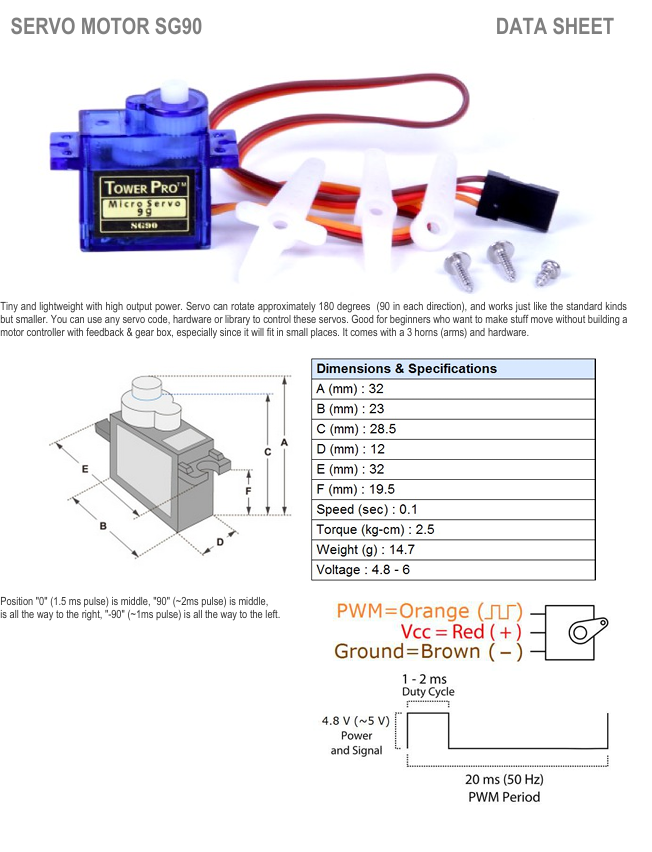 SERVO MOTOR SG90 DATA SHEET
TOWER PRO™
Micro Servo
9g
SG90
Tiny and lightweight with high output power. Servo can rotate approximately 180 degrees (90 in each direction), and works just like the standard kinds
but smaller. You can use any servo code, hardware or library to control these servos. Good for beginners who want to make stuff move without building a
motor controller with feedback & gear box, especially since it will fit in small places. It comes with a 3 horns (arms) and hardware.
A
C
E
F
B
D
Dimensions & Specifications
A (mm) : 32
B (mm) : 23
C (mm) : 28.5
D (mm) : 12
E (mm) : 32
F (mm) : 19.5
Speed (sec) : 0.1
Torque (kg-cm) : 2.5
Weight (g) : 14.7
Voltage : 4.8 - 6
Position "0" (1.5 ms pulse) is middle, "90" (~2ms pulse) is middle,
is all the way to the right, "-90" (~1ms pulse) is all the way to the left.
PWM=Orange (⎍⎍)
Vcc = Red ( + )
Ground=Brown ( − )
1 - 2 ms
Duty Cycle
4.8 V (~5 V)
Power
and Signal
20 ms (50 Hz)
PWM Period